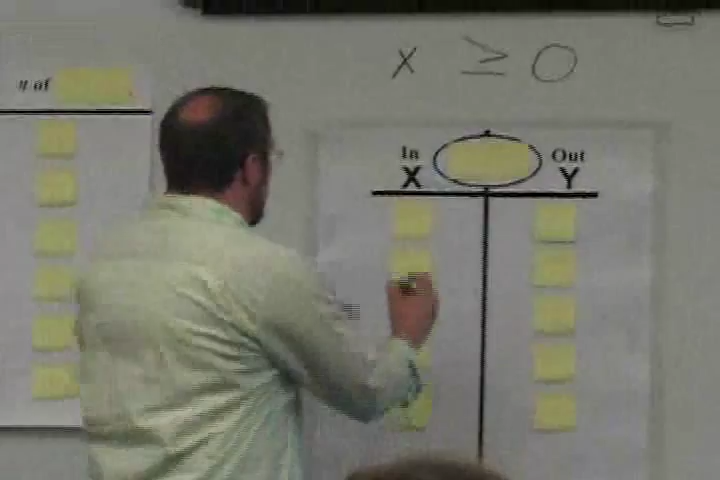 x ≥ 0
# of
In Out
X Y